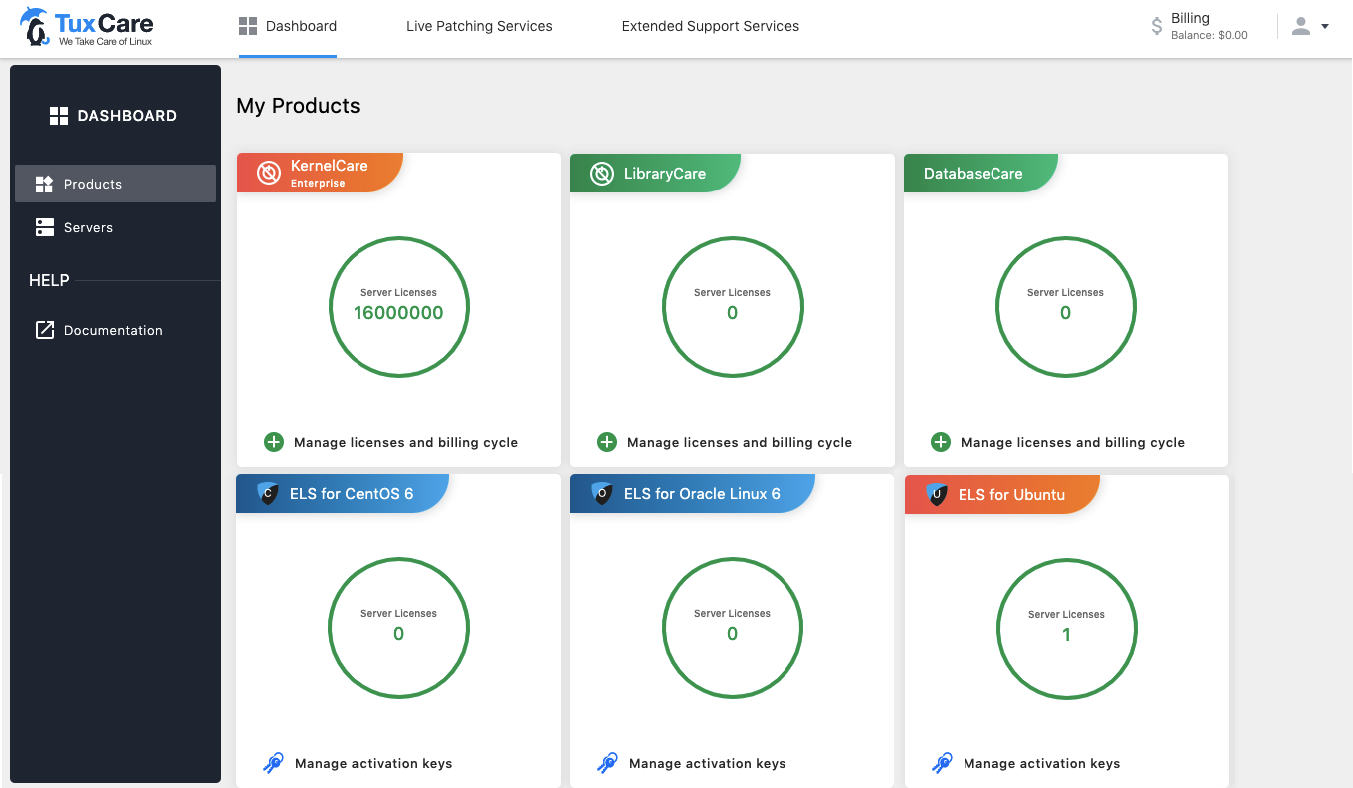 TuxCare
We Take Care of Linux
Dashboard
Live Patching Services
Extended Support Services
$
Billing
Balance: $0.00
DASHBOARD
Products
Servers
HELP
Documentation
My Products
KernelCare
Enterprise
Server Licenses
16000000
Manage licenses and billing cycle
LibraryCare
Server Licenses
0
Manage licenses and billing cycle
DatabaseCare
Server Licenses
0
Manage licenses and billing cycle
C
ELS for CentOS 6
Server Licenses
0
Manage activation keys
O
ELS for Oracle Linux 6
Server Licenses
0
Manage activation keys
U
ELS for Ubuntu
Server Licenses
1
Manage activation keys